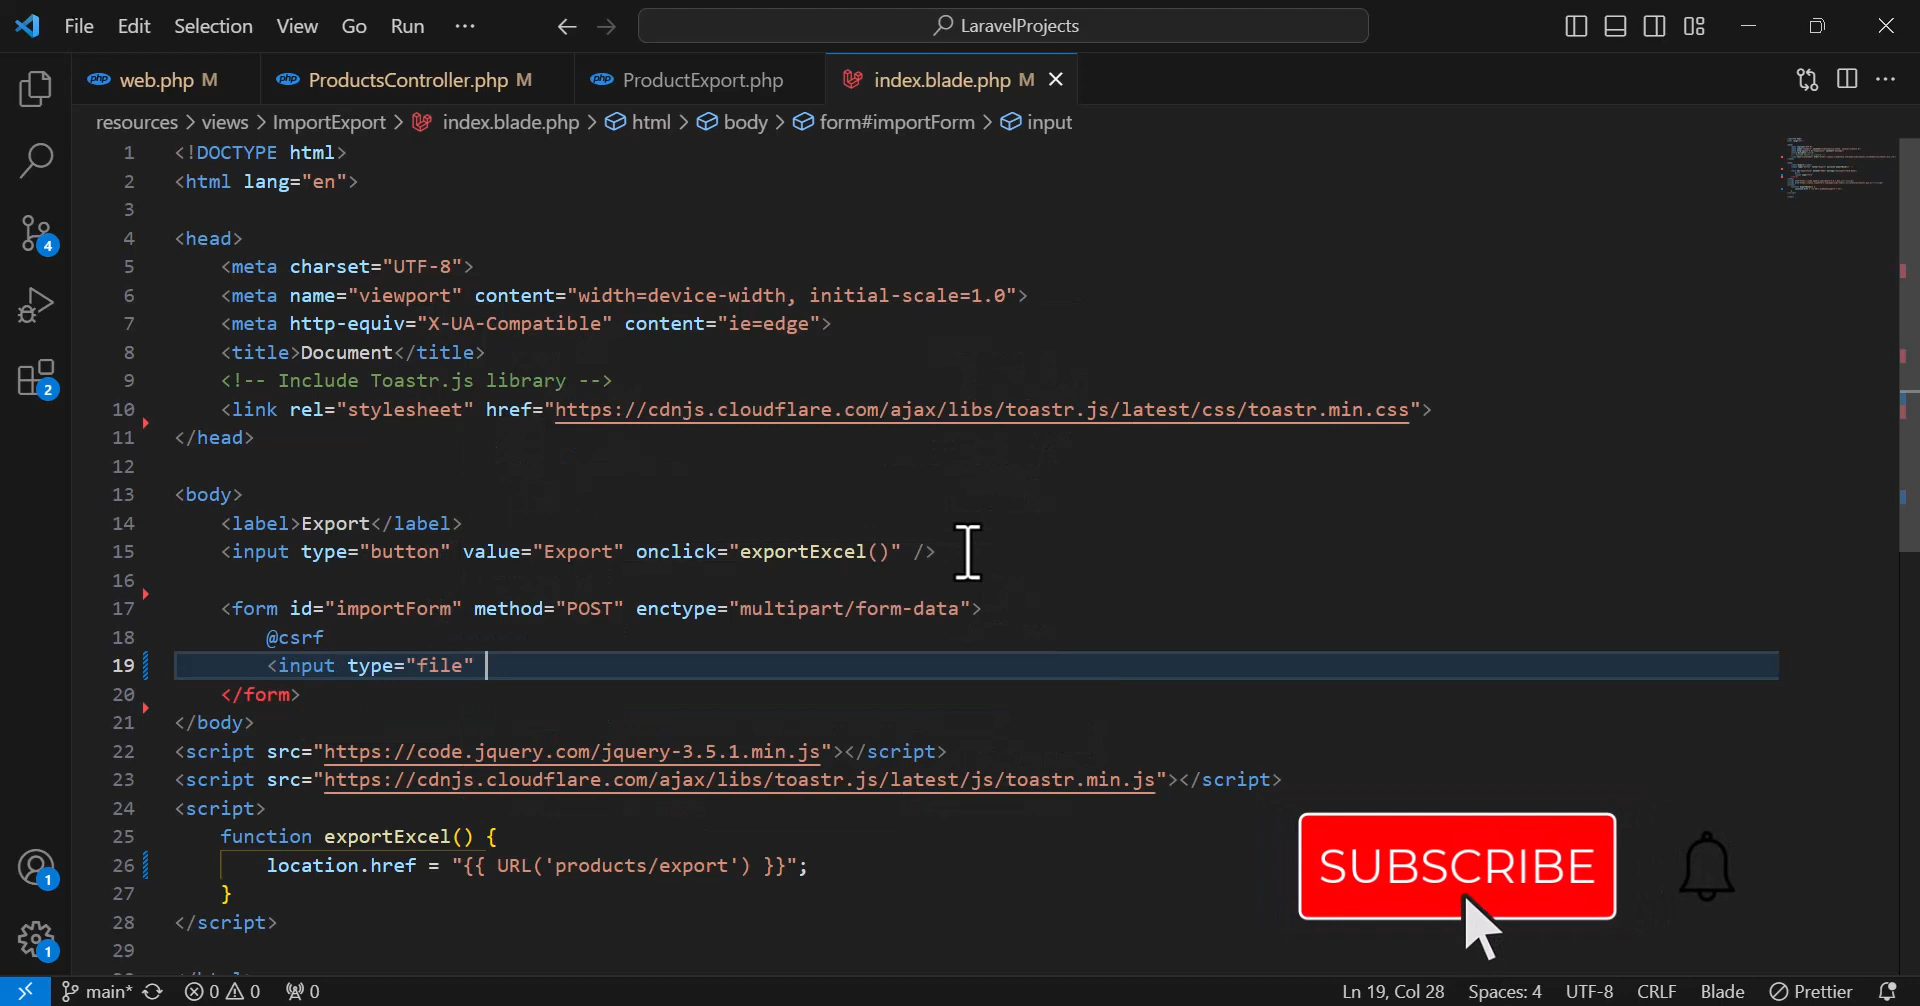 File Edit Selection View Go Run ··· LaravelProjects
web.php M ProductsController.php M ProductExport.php index.blade.php M
resources > views > ImportExport > index.blade.php > html > body > form#importForm > input
1 <!DOCTYPE html>
2 <html lang="en">
3
4 <head>
5 <meta charset="UTF-8">
6 <meta name="viewport" content="width=device-width, initial-scale=1.0">
7 <meta http-equiv="X-UA-Compatible" content="ie=edge">
8 <title>Document</title>
9 <!-- Include Toastr.js library -->
10 <link rel="stylesheet" href="https://cdnjs.cloudflare.com/ajax/libs/toastr.js/latest/css/toastr.min.css">
11 </head>
12
13 <body>
14 <label>Export</label>
15 <input type="button" value="Export" onclick="exportExcel()" />
16
17 <form id="importForm" method="POST" enctype="multipart/form-data">
18 @csrf
19 <input type="file"
20 </form>
21 </body>
22 <script src="https://code.jquery.com/jquery-3.5.1.min.js"></script>
23 <script src="https://cdnjs.cloudflare.com/ajax/libs/toastr.js/latest/js/toastr.min.js"></script>
24 <script>
25 function exportExcel() {
26 location.href = "{{ URL('products/export') }}";
27 }
28 </script>
29
SUBSCRIBE
4
2
1
1
main* 0 0 0 Ln 19, Col 28 Spaces: 4 UTF-8 CRLF Blade Prettier